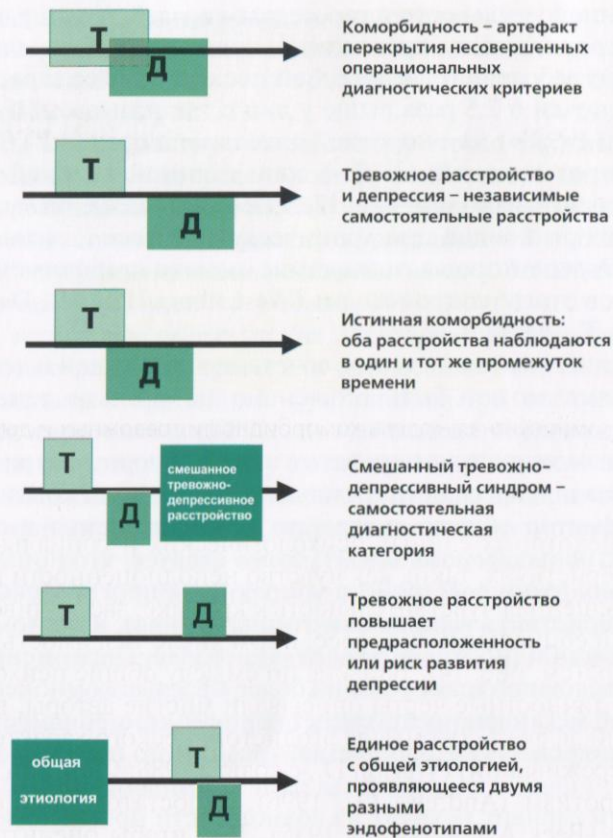 Т
Д
Коморбидность – артефакт
перекрытия несовершенных
операциональных
диагностических критериев
Т
Д
Тревожное расстройство
и депрессия – независимые
самостоятельные расстройства
Т
Д
Истинная коморбидность:
оба расстройства наблюдаются
в один и тот же промежуток
времени
Т
Д
смешанное
тревожно-
депрессивное
расстройство
Смешанный тревожно–
депрессивный синдром –
самостоятельная
диагностическая
категория
Т
Д
Тревожное расстройство
повышает
предрасположенность
или риск развития
депрессии
общая
этиология
Т
Д
Единое расстройство
с общей этиологией,
проявляющееся двумя
разными
эндофенотипами